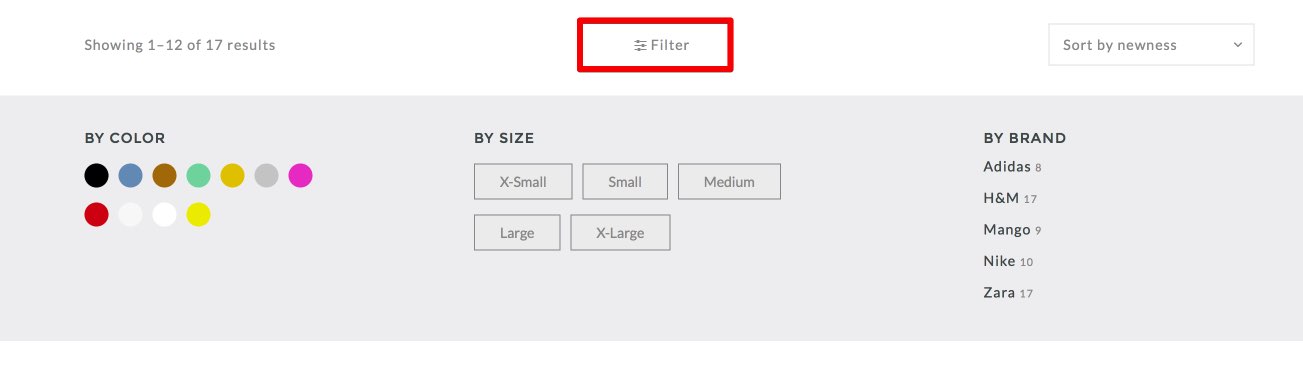 Showing 1–12 of 17 results
Filter
Sort by newness
BY COLOR
BY SIZE
X-Small
Small
Medium
Large
X-Large
BY BRAND
Adidas 8
H&M 17
Mango 9
Nike 10
Zara 17